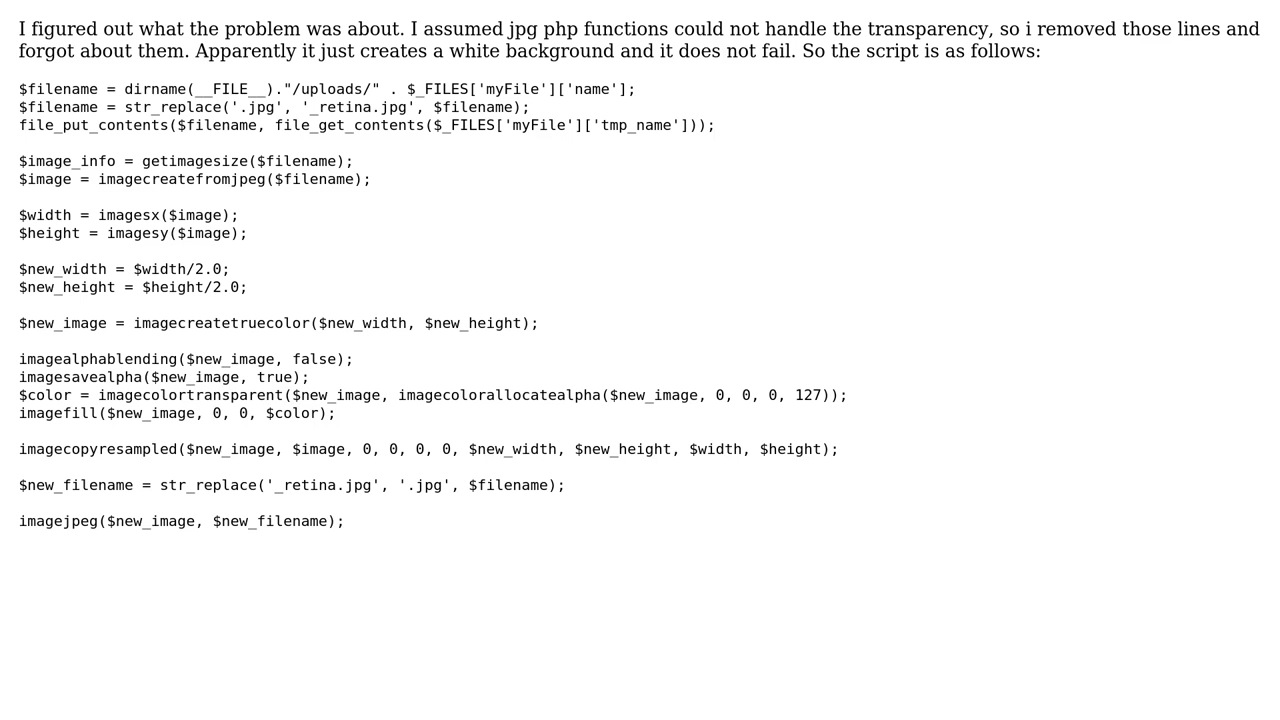 I figured out what the problem was about. I assumed jpg php functions could not handle the transparency, so i removed those lines and
forgot about them. Apparently it just creates a white background and it does not fail. So the script is as follows:
$filename = dirname(__FILE__)."/uploads/" . $_FILES['myFile']['name'];
$filename = str_replace('.jpg', '_retina.jpg', $filename);
file_put_contents($filename, file_get_contents($_FILES['myFile']['tmp_name']));
$image_info = getimagesize($filename);
$image = imagecreatefromjpeg($filename);
$width = imagesx($image);
$height = imagesy($image);
$new_width = $width/2.0;
$new_height = $height/2.0;
$new_image = imagecreatetruecolor($new_width, $new_height);
imagealphablending($new_image, false);
imagesavealpha($new_image, true);
$color = imagecolortransparent($new_image, imagecolorallocatealpha($new_image, 0, 0, 0, 127));
imagefill($new_image, 0, 0, $color);
imagecopyresampled($new_image, $image, 0, 0, 0, 0, $new_width, $new_height, $width, $height);
$new_filename = str_replace('_retina.jpg', '.jpg', $filename);
imagejpeg($new_image, $new_filename);